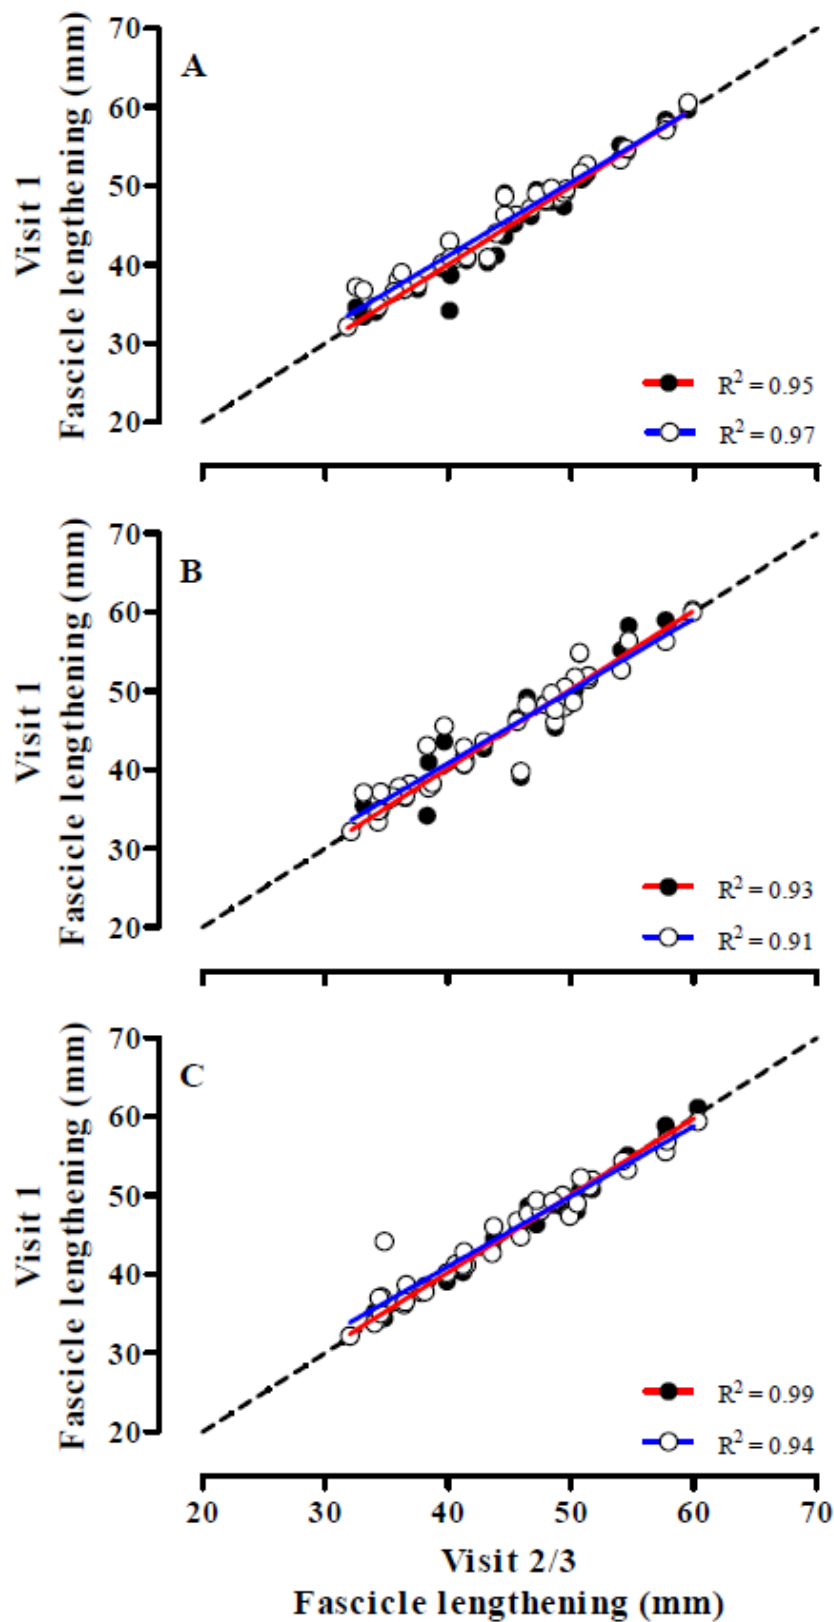 A
Visit 1
Fascicle lengthening (mm)
70
60
50
40
30
20
R² = 0.95
R² = 0.97
B
Visit 1
Fascicle lengthening (mm)
70
60
50
40
30
20
R² = 0.93
R² = 0.91
C
Visit 1
Fascicle lengthening (mm)
70
60
50
40
30
20
R² = 0.99
R² = 0.94
20 30 40 50 60 70
Visit 2/3
Fascicle lengthening (mm)